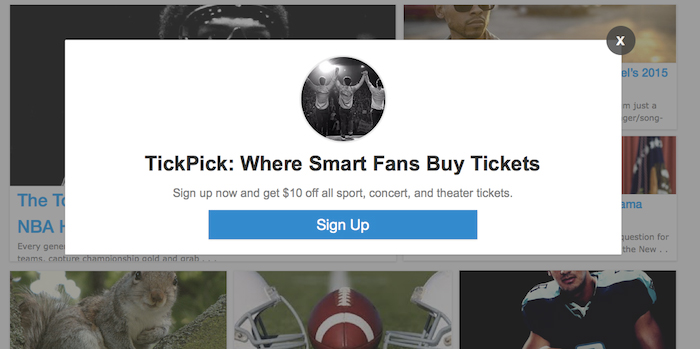 x
TickPick: Where Smart Fans Buy Tickets
Sign up now and get $10 off all sport, concert, and theater tickets.
Sign Up
el's 2015
m just a
ger/song-
The To
NBA H
Every gene
teams, capture championship gold and grab . . .
ama
question for
the New . .